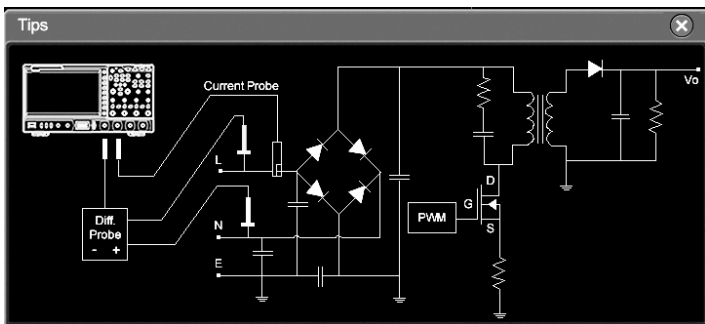 Tips
Current Probe
L
Diff.
Probe
- +
N
E
PWM
D
G
S
Vo